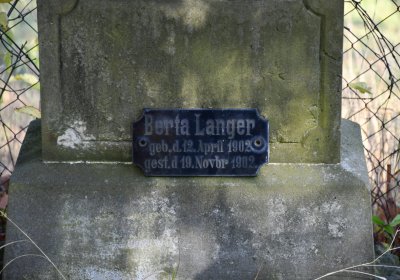 Berta Langer
geb. d. 12. April 1902.
gest. d 19. Novbr 1902.